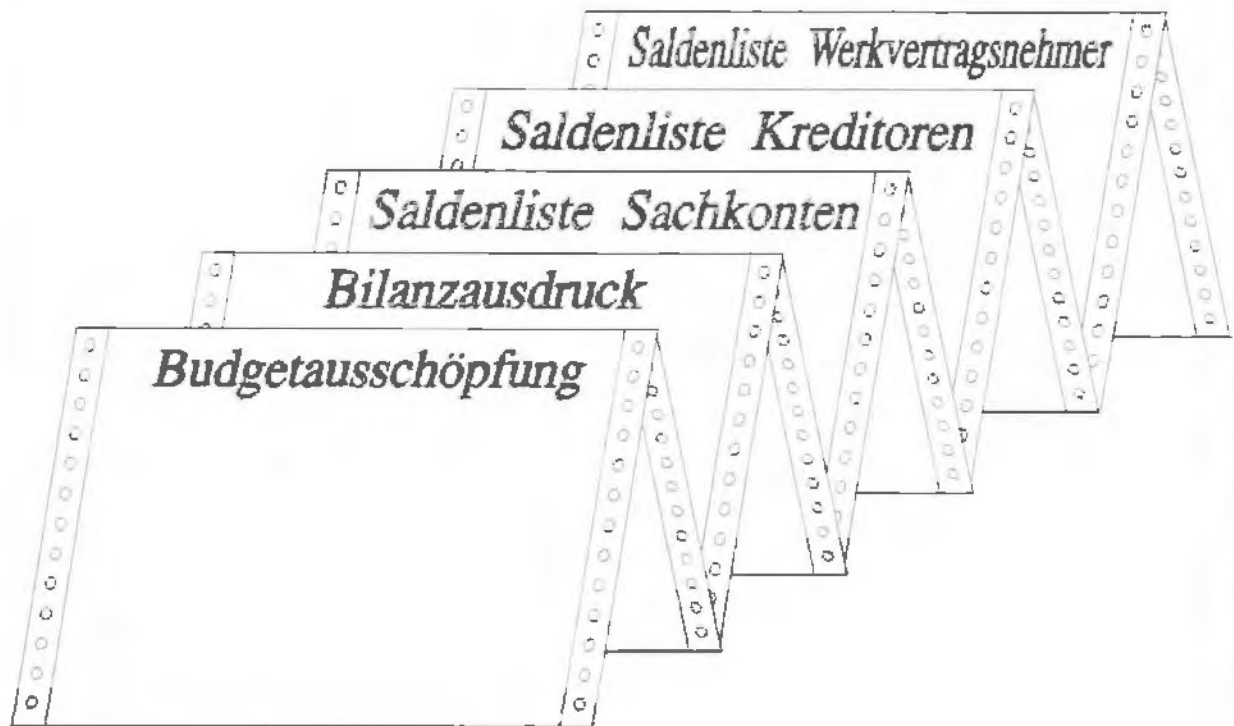 Saldenliste Werkvertragsnehmer
Saldenliste Kreditoren
Saldenliste Sachkonten
Bilanzausdruck
Budgetausschöpfung